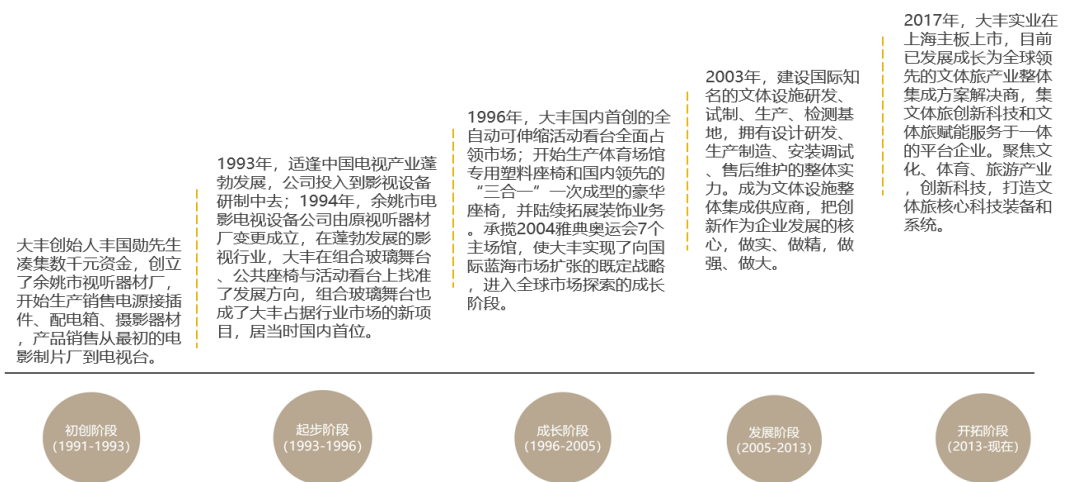 大丰创始人丰国勋先生
凑集数千元资金，创立
了余姚市视听器材厂，
开始生产销售电源接插
件、配电箱、摄影器材
，产品销售从最初的电
影制片厂到电视台。
1993年，适逢中国电视产业蓬
勃发展，公司投入到影视设备
研制中去；1994年，余姚市电
影电视设备公司由原视听器材
厂变更成立，在蓬勃发展的影
视行业，大丰在组合玻璃舞台
、公共座椅与活动看台上找准
了发展方向，组合玻璃舞台也
成了大丰占据行业市场的新项
目，居当时国内首位。
1996年，大丰国内首创的全
自动可伸缩活动看台全面占
领市场；开始生产体育场馆
专用塑料座椅和国内领先的
“三合一”一次成型的豪华
座椅，并陆续拓展装饰业务
。承揽2004雅典奥运会7个
主场馆，使大丰实现了向国
际蓝海市场扩张的既定战略
，进入全球市场探索的成长
阶段。
2003年，建设国际知
名的文体设施研发、
试制、生产、检测基
地，拥有设计研发、
生产制造、安装调试
、售后维护的整体实
力。成为文体设施整
体集成供应商，把创
新作为企业发展的核
心，做实、做精，做
强、做大。
2017年，大丰实业在
上海主板上市，目前
已发展成长为全球领
先的文体旅产业整体
集成方案解决商，集
文体旅创新科技和文
体旅赋能服务于一体
的平台企业。聚焦文
化、体育、旅游产业
，创新科技，打造文
体旅核心科技装备和
系统。
初创阶段
(1991-1993)
起步阶段
(1993-1996)
成长阶段
(1996-2005)
发展阶段
(2005-2013)
开拓阶段
(2013-现在)